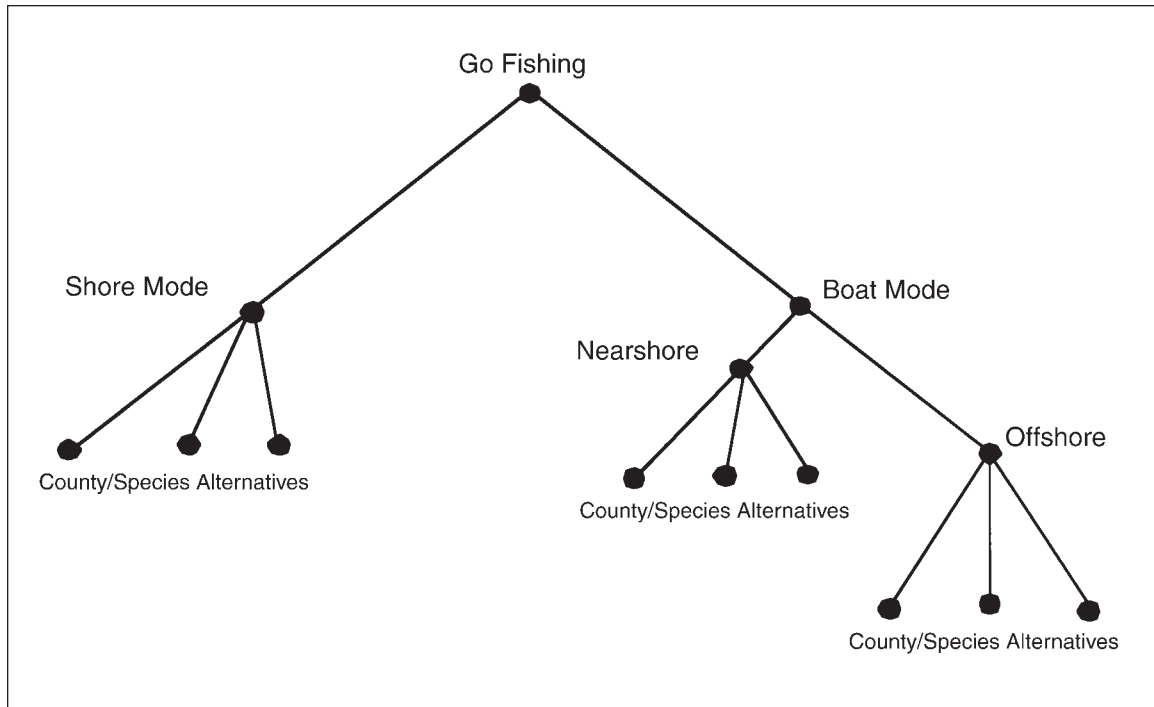 Go Fishing
Shore Mode
Boat Mode
Nearshore
Offshore
County/Species Alternatives
County/Species Alternatives
County/Species Alternatives